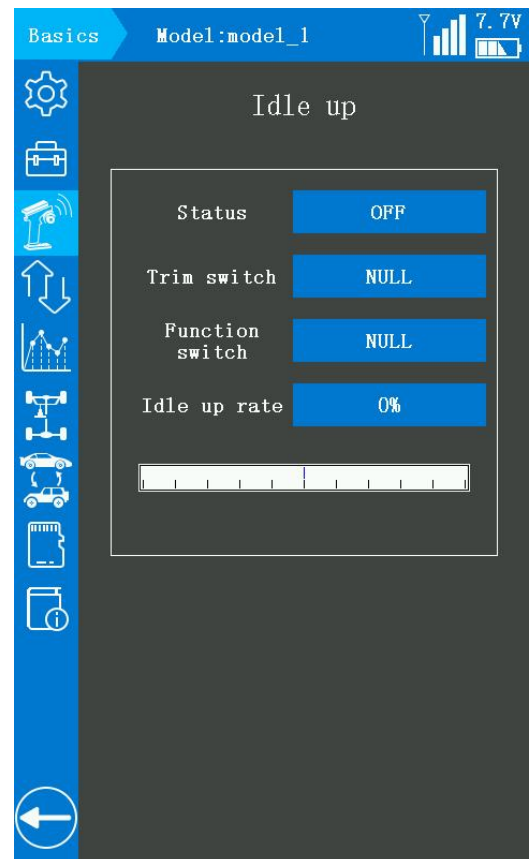 Basics
Model:model_1
7.7V
Idle up
Status
OFF
Trim switch
NULL
Function
switch
NULL
Idle up rate
0%